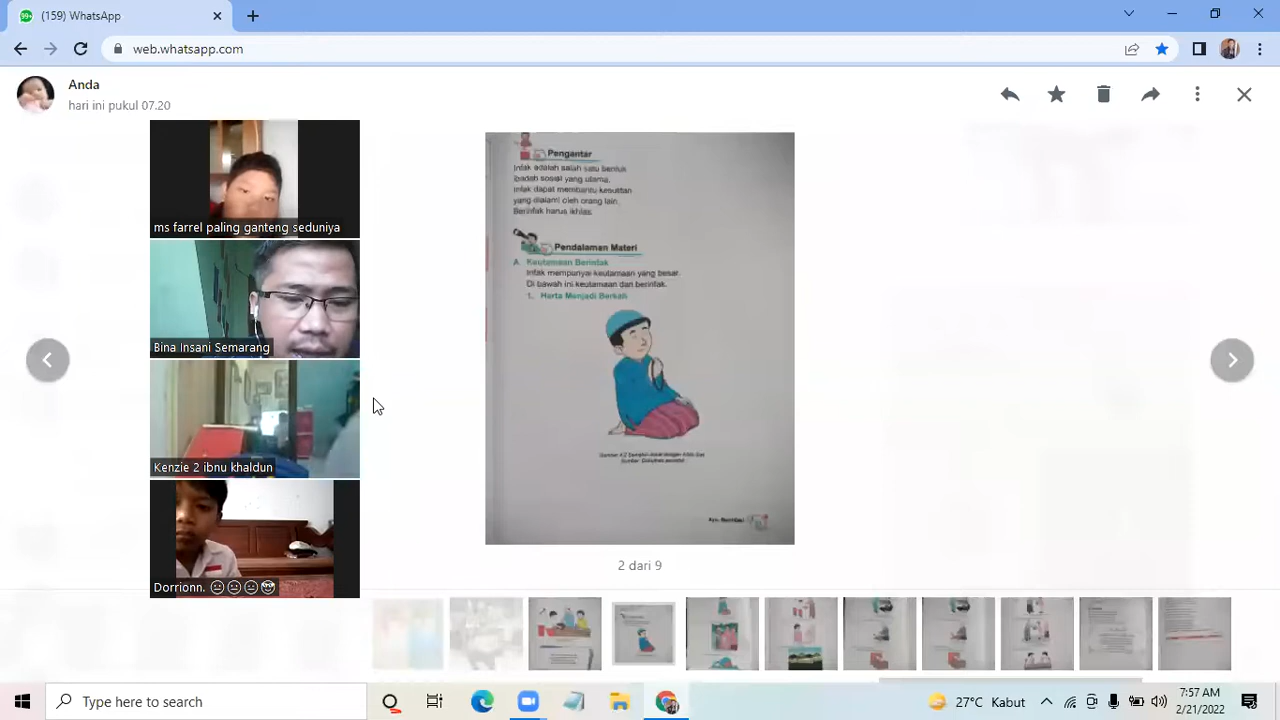 (159) WhatsApp
web.whatsapp.com
Anda
hari ini pukul 07.20
ms farrel paling ganteng seduniya
Bina Insani Semarang
Kenzie 2 ibnu khaldun
Dorrionn. 😐😐😐🤓
Pengantar
Infak adalah salah satu bentuk
ibadah sosial yang utama.
Infak dapat membantu kesulitan
yang dialami oleh orang lain.
Berinfak harus ikhlas.
Pendalaman Materi
A. Keutamaan Berinfak
Infak mempunyai keutamaan yang besar.
Di bawah ini keutamaan dari berinfak.
1. Harta Menjadi Berkah
Ayo, Berinfak!
2 dari 9
Type here to search
27°C Kabut
7:57 AM
2/21/2022